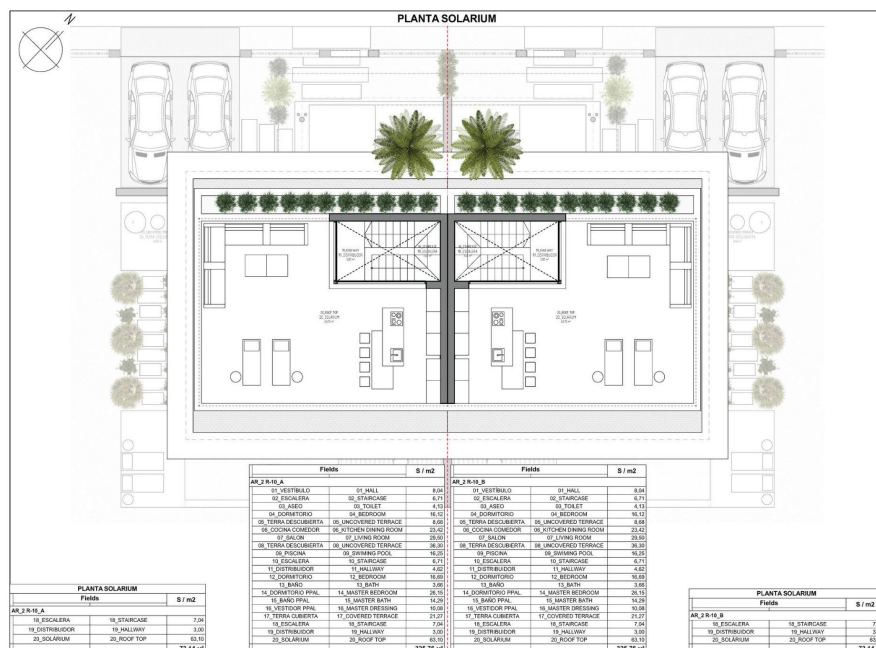 PLANTA SOLARIUM
N
Fields S / m2
AR_2 R-10_A
01_VESTÍBULO 01_HALL 8,04
02_ESCALERA 02_STAIRCASE 6,71
03_ASEO 03_TOILET 4,13
04_DORMITORIO 04_BEDROOM 16,12
05_TERRA DESCUBIERTA 05_UNCOVERED TERRACE 8,68
06_COCINA COMEDOR 06_KITCHEN DINING ROOM 23,42
07_SALON 07_LIVING ROOM 29,50
08_TERRA DESCUBIERTA 08_UNCOVERED TERRACE 36,30
09_PISCINA 09_SWIMING POOL 16,25
10_ESCALERA 10_STAIRCASE 6,71
11_DISTRIBUIDOR 11_HALLWAY 4,62
12_DORMITORIO 12_BEDROOM 16,69
13_BAÑO 13_BATH 3,66
14_DORMITORIO PPAL 14_MASTER BEDROOM 26,15
15_BAÑO PPAL 15_MASTER BATH 14,29
16_VESTIDOR PPAL 16_MASTER DRESSING 10,08
17_TERRA CUBIERTA 17_COVERED TERRACE 21,27
18_ESCALERA 18_STAIRCASE 7,04
19_DISTRIBUIDOR 19_HALLWAY 3,00
20_SOLÁRIUM 20_ROOF TOP 63,10
Fields S / m2
AR_2 R-10_B
01_VESTÍBULO 01_HALL 8,04
02_ESCALERA 02_STAIRCASE 6,71
03_ASEO 03_TOILET 4,13
04_DORMITORIO 04_BEDROOM 16,12
05_TERRA DESCUBIERTA 05_UNCOVERED TERRACE 8,68
06_COCINA COMEDOR 06_KITCHEN DINING ROOM 23,42
07_SALON 07_LIVING ROOM 29,50
08_TERRA DESCUBIERTA 08_UNCOVERED TERRACE 36,30
09_PISCINA 09_SWIMING POOL 16,25
10_ESCALERA 10_STAIRCASE 6,71
11_DISTRIBUIDOR 11_HALLWAY 4,62
12_DORMITORIO 12_BEDROOM 16,69
13_BAÑO 13_BATH 3,66
14_DORMITORIO PPAL 14_MASTER BEDROOM 26,15
15_BAÑO PPAL 15_MASTER BATH 14,29
16_VESTIDOR PPAL 16_MASTER DRESSING 10,08
17_TERRA CUBIERTA 17_COVERED TERRACE 21,27
18_ESCALERA 18_STAIRCASE 7,04
19_DISTRIBUIDOR 19_HALLWAY 3,00
20_SOLÁRIUM 20_ROOF TOP 63,10
PLANTA SOLARIUM
Fields S / m2
AR_2 R-10_A
18_ESCALERA 18_STAIRCASE 7,04
19_DISTRIBUIDOR 19_HALLWAY 3,00
20_SOLÁRIUM 20_ROOF TOP 63,10
PLANTA SOLARIUM
Fields S / m2
AR_2 R-10_B
18_ESCALERA 18_STAIRCASE
19_DISTRIBUIDOR 19_HALLWAY
20_SOLÁRIUM 20_ROOF TOP